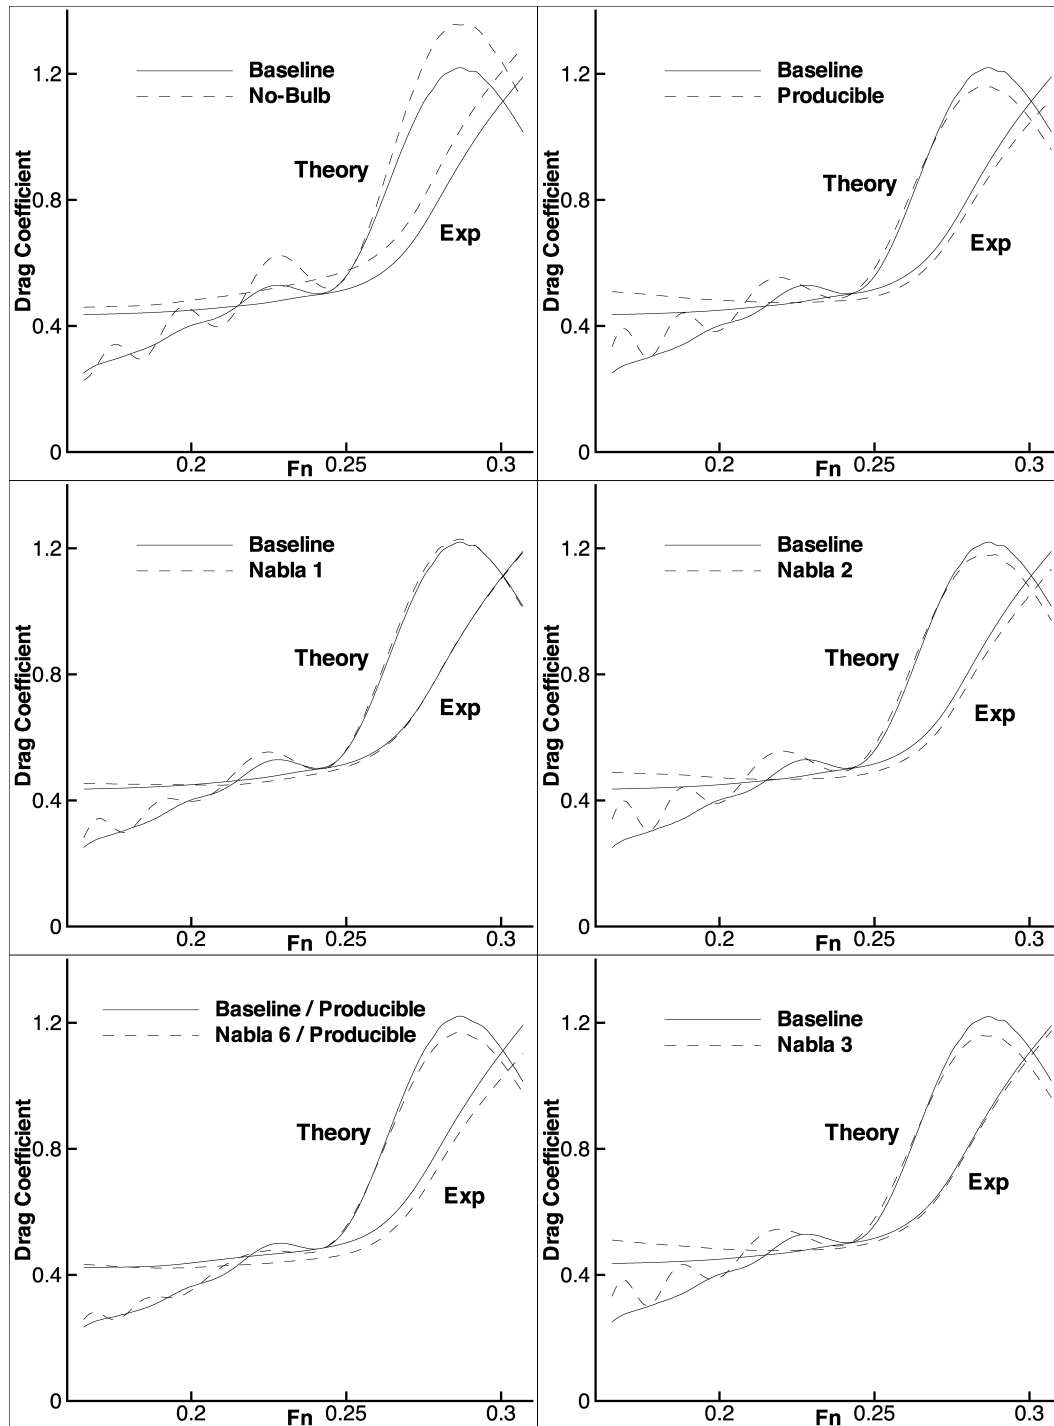 Baseline
No-Bulb
1.2
0.8
0.4
0
Drag Coefficient
Theory
Exp
0.2
0.25
0.3
Fn
Baseline
Producible
1.2
0.8
0.4
0
Drag Coefficient
Theory
Exp
0.2
0.25
0.3
Fn
Baseline
Nabla 1
1.2
0.8
0.4
0
Drag Coefficient
Theory
Exp
0.2
0.25
0.3
Fn
Baseline
Nabla 2
1.2
0.8
0.4
0
Drag Coefficient
Theory
Exp
0.2
0.25
0.3
Fn
Baseline / Producible
Nabla 6 / Producible
1.2
0.8
0.4
0
Drag Coefficient
Theory
Exp
0.2
0.25
0.3
Fn
Baseline
Nabla 3
1.2
0.8
0.4
0
Drag Coefficient
Theory
Exp
0.2
0.25
0.3
Fn